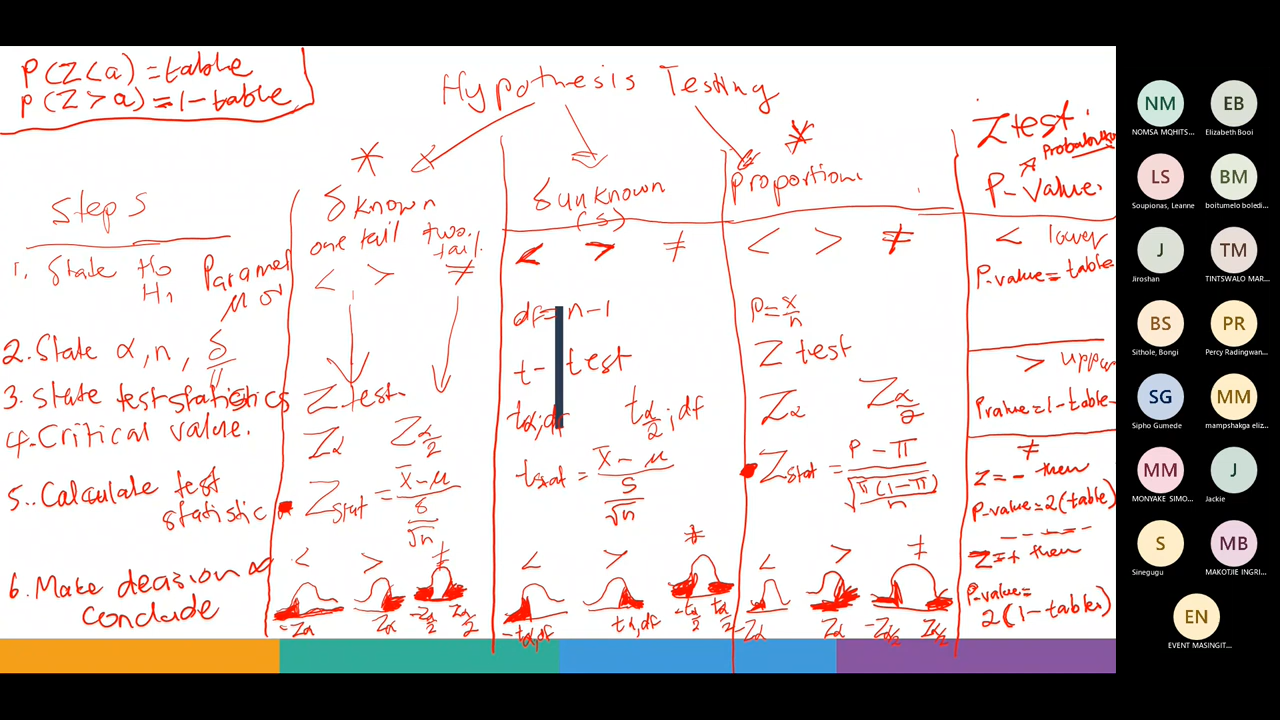 P(Z<a)=table
P(Z>a)=1-table
Hypothesis Testing
Steps
1. State H₀
H₁
Paramet
μ or
2. State α, n, δ
3. State test statistics
4. Critical value.
5.. Calculate test
statistic
6. Make decision &
conclude
δ known
one tail two. tail.
< > ≠
Z test
Zα Zα/2
Zstat = (x̄-μ)/(δ/√n)
< > ≠
-Zα Zα -Zα/2 Zα/2
δ unknown
(s)
< > ≠
df = n-1
t- test
tα;df tα/2;df
tstat = (x̄-μ)/(s/√n)
< > ≠
-tα,df tα,df -tα/2 tα/2
proportion
< > ≠
P=x/n
Z test
Zα Zα/2
Zstat = (P-π)/√(π(1-π)/n)
< > ≠
-Zα Zα -Zα/2 Zα/2
Z test.
Probability
P-value.
< lower
P.value= table
> upper
Pvalue=1-table
≠
Z=- then
P-value=2(table)
Z=+ then
P-value=
2(1-tables)
NM
NOMSA MQHITS...
EB
Elizabeth Booi
LS
Soupionas, Leanne
BM
boitumelo boledi...
J
Jiroshan
TM
TINTSWALO MAR...
BS
Sithole, Bongi
PR
Percy Radingwan...
SG
Sipho Gumede
MM
mampshakga eliz...
MM
MONYAKE SIMO...
J
Jackie
S
Sinegugu
MB
MAKOTJIE INGRI...
EN
EVENT MASINGIT...